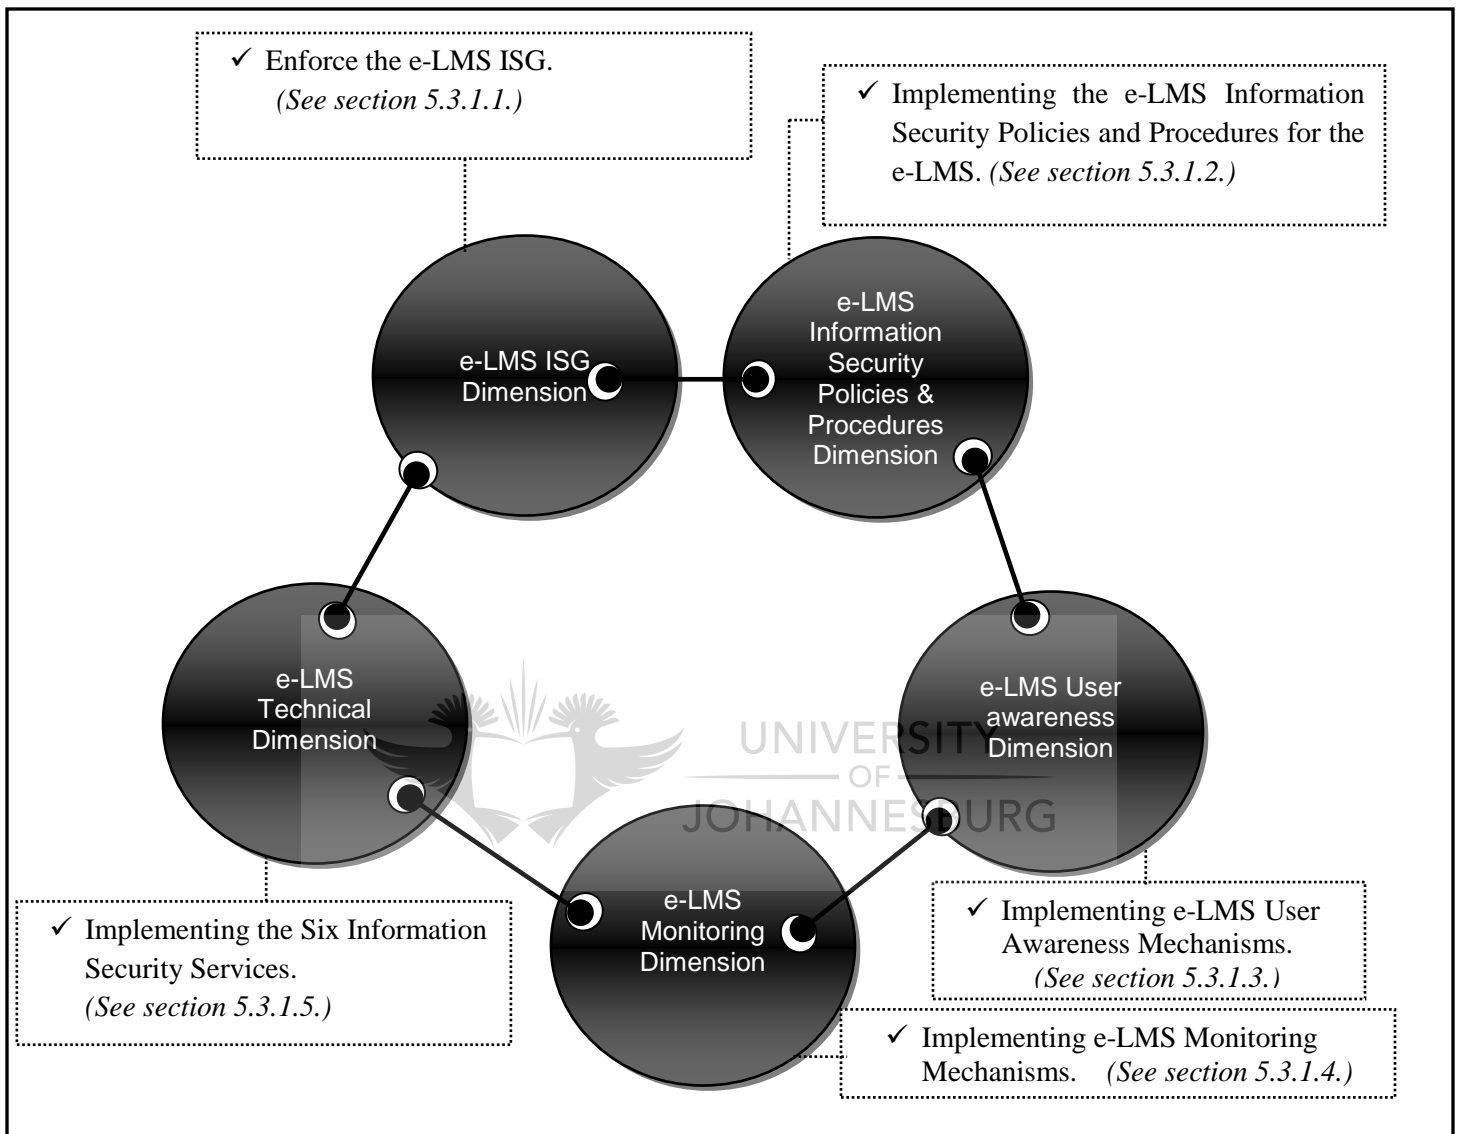 ✓ Enforce the e-LMS ISG.
(See section 5.3.1.1.)
✓ Implementing the e-LMS Information
Security Policies and Procedures for the
e-LMS. (See section 5.3.1.2.)
e-LMS ISG
Dimension
e-LMS
Information
Security
Policies &
Procedures
Dimension
e-LMS
Technical
Dimension
e-LMS User
awareness
Dimension
UNIVERSITY
OF
JOHANNESBURG
e-LMS
Monitoring
Dimension
✓ Implementing the Six Information
Security Services.
(See section 5.3.1.5.)
✓ Implementing e-LMS User
Awareness Mechanisms.
(See section 5.3.1.3.)
✓ Implementing e-LMS Monitoring
Mechanisms. (See section 5.3.1.4.)